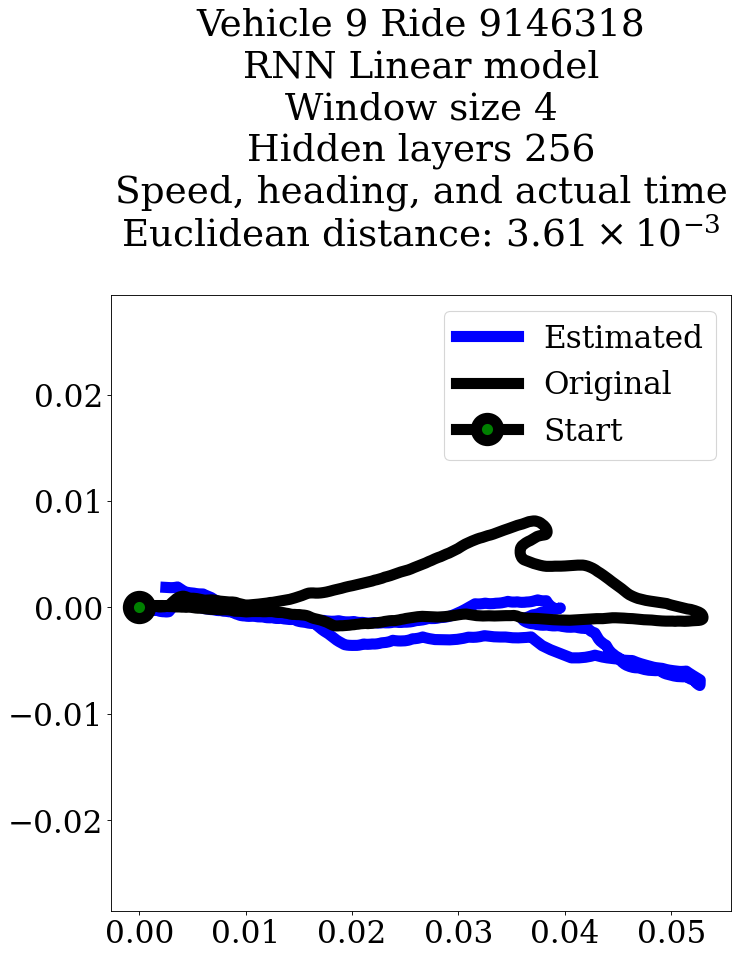 Vehicle 9 Ride 9146318
RNN Linear model
Window size 4
Hidden layers 256
Speed, heading, and actual time
Euclidean distance: 3.61 × 10⁻³
Estimated
Original
Start
0.02
0.01
0.00
−0.01
−0.02
0.00 0.01 0.02 0.03 0.04 0.05